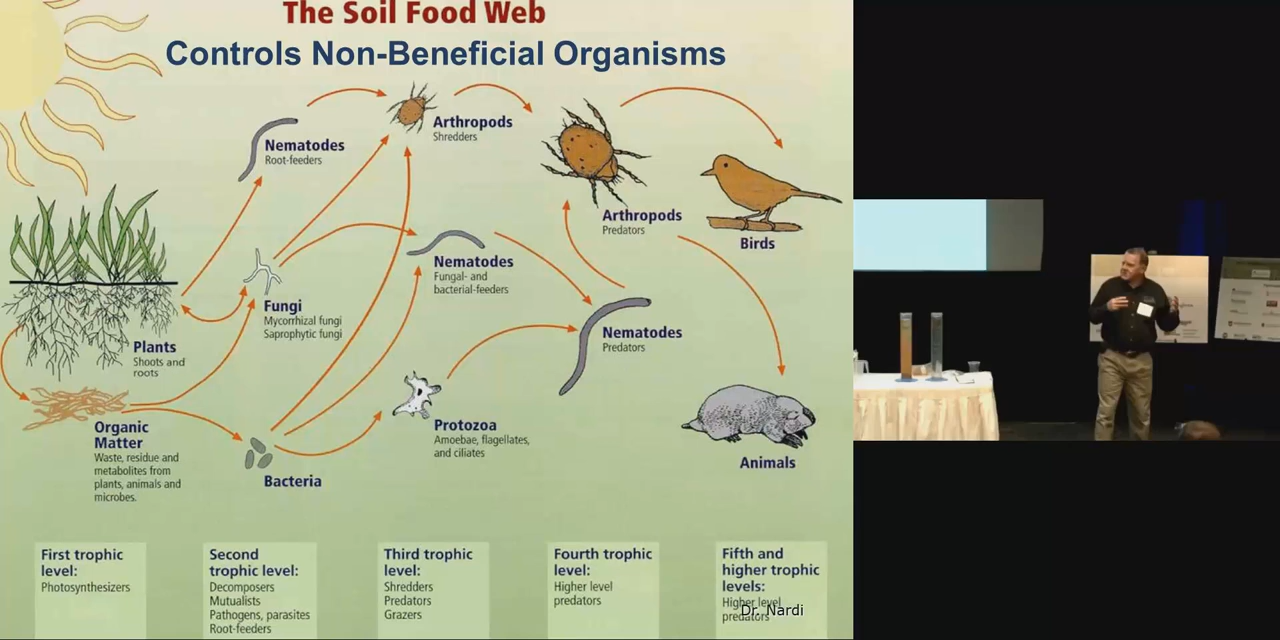 The Soil Food Web
Controls Non-Beneficial Organisms
Nematodes
Root-feeders
Arthropods
Shredders
Arthropods
Predators
Birds
Nematodes
Fungal- and
bacterial-feeders
Fungi
Mycorrhizal fungi
Saprophytic fungi
Nematodes
Predators
Plants
Shoots and
roots
Organic
Matter
Waste, residue and
metabolites from
plants, animals and
microbes.
Protozoa
Amoebae, flagellates,
and ciliates
Bacteria
Animals
First trophic
level:
Photosynthesizers
Second
trophic level:
Decomposers
Mutualists
Pathogens, parasites
Root-feeders
Third trophic
level:
Shredders
Predators
Grazers
Fourth trophic
level:
Higher level
predators
Fifth and
higher trophic
levels:
Higher level
predators
Dr. Nardi